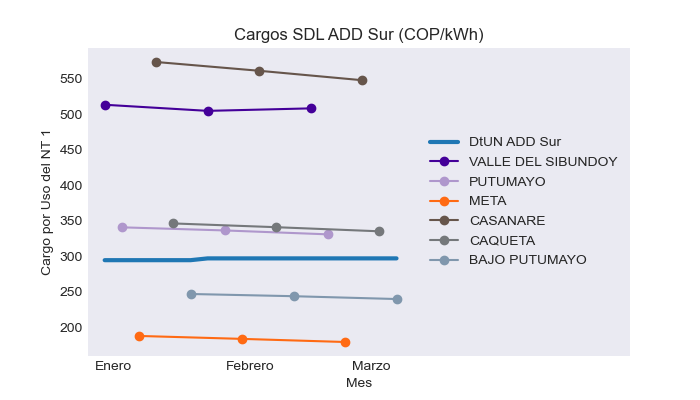 Cargos SDL ADD Sur (COP/kWh)
Cargo por Uso del NT 1
550
500
450
400
350
300
250
200
DtUN ADD Sur
VALLE DEL SIBUNDOY
PUTUMAYO
META
CASANARE
CAQUETA
BAJO PUTUMAYO
Enero Febrero Marzo
Mes